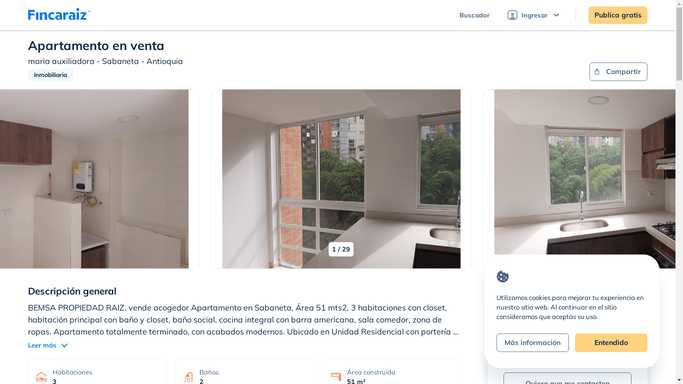 Fincaraiz
Buscador
Ingresar
Publica gratis
Apartamento en venta
maria auxiliadora - Sabaneta - Antioquia
Inmobiliaria
Compartir
1 / 29
Descripción general
BEMSA PROPIEDAD RAIZ, vende acogedor Apartamento en Sabaneta, Área 51 mts2, 3 habitaciones con closet,
habitación principal con baño y closet, baño social, cocina integral con barra americana, sala comedor, zona de
ropas. Apartamento totalmente terminado, con acabados modernos. Ubicado en Unidad Residencial con portería ...
Leer más
Habitaciones
3
Baños
2
Área construida
51 m²
Utilizamos cookies para mejorar tu experiencia en
nuestro sitio web. Al continuar en el sitio
consideramos que aceptas su uso.
Más información
Entendido
Quiero que me contacten